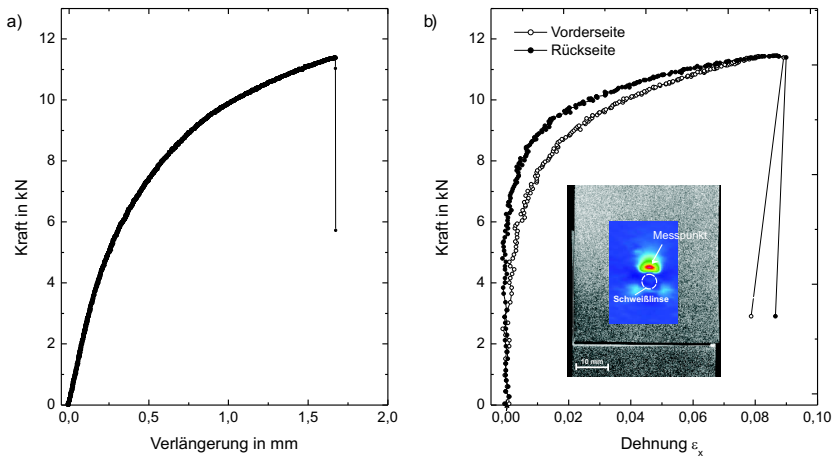 a)
Kraft in kN
12
10
8
6
4
2
0
0,0
0,5
1,0
1,5
2,0
Verlängerung in mm
b)
Kraft in kN
12
10
8
6
4
2
0
Vorderseite
Rückseite
Messpunkt
Schweißlinse
10 mm
0,00
0,02
0,04
0,06
0,08
0,10
Dehnung εx